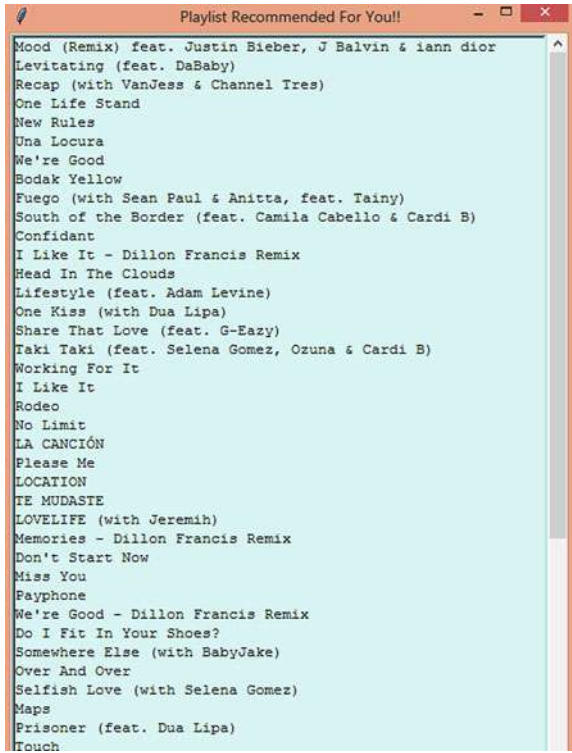 Playlist Recommended For You!!
Mood (Remix) feat. Justin Bieber, J Balvin & iann dior
Levitating (feat. DaBaby)
Recap (with VanJess & Channel Tres)
One Life Stand
New Rules
Una Locura
We're Good
Bodak Yellow
Fuego (with Sean Paul & Anitta, feat. Tainy)
South of the Border (feat. Camila Cabello & Cardi B)
Confidant
I Like It - Dillon Francis Remix
Head In The Clouds
Lifestyle (feat. Adam Levine)
One Kiss (with Dua Lipa)
Share That Love (feat. G-Eazy)
Taki Taki (feat. Selena Gomez, Ozuna & Cardi B)
Working For It
I Like It
Rodeo
No Limit
LA CANCIÓN
Please Me
LOCATION
TE MUDASTE
LOVELIFE (with Jeremih)
Memories - Dillon Francis Remix
Don't Start Now
Miss You
Payphone
We're Good - Dillon Francis Remix
Do I Fit In Your Shoes?
Somewhere Else (with BabyJake)
Over And Over
Selfish Love (with Selena Gomez)
Maps
Prisoner (feat. Dua Lipa)
Touch